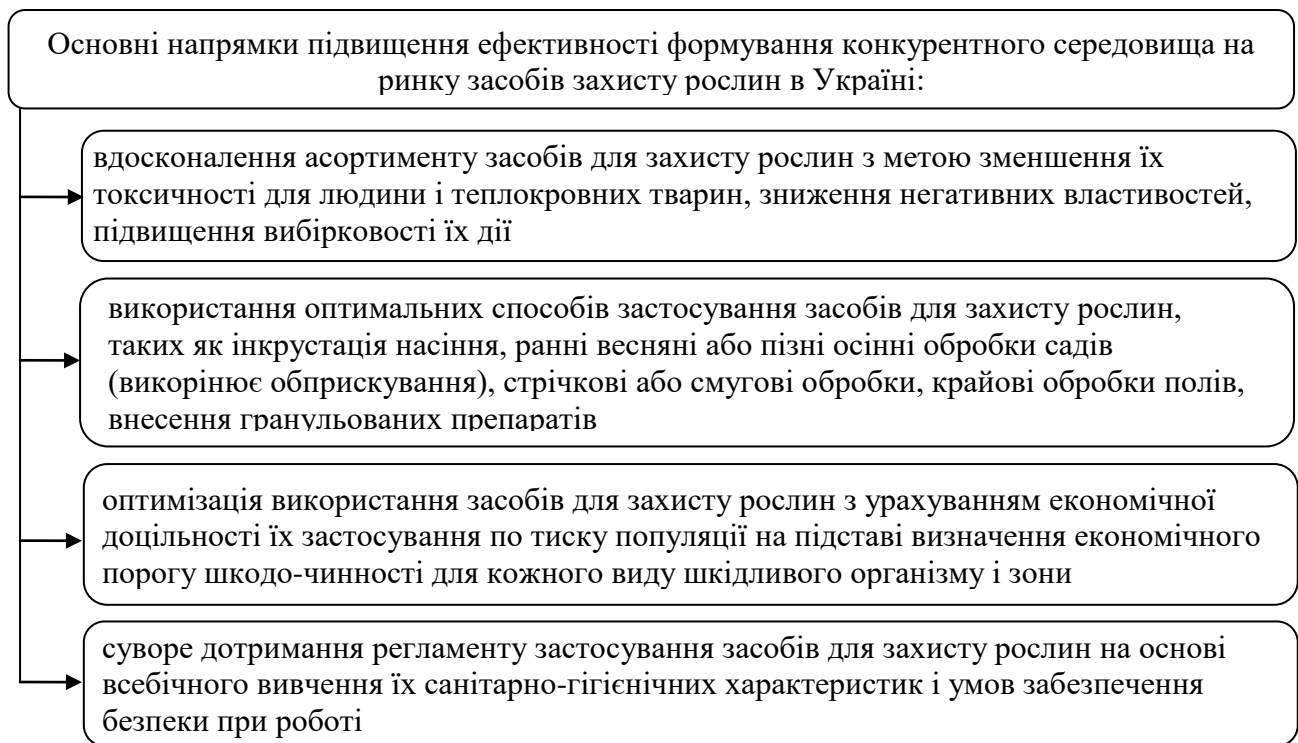 Основні напрямки підвищення ефективності формування конкурентного середовища на
ринку засобів захисту рослин в Україні:
вдосконалення асортименту засобів для захисту рослин з метою зменшення їх
токсичності для людини і теплокровних тварин, зниження негативних властивостей,
підвищення вибірковості їх дії
використання оптимальних способів застосування засобів для захисту рослин,
таких як інкрустація насіння, ранні весняні або пізні осінні обробки садів
(викорінює обприскування), стрічкові або смугові обробки, крайові обробки полів,
внесення гранульованих препаратів
оптимізація використання засобів для захисту рослин з урахуванням економічної
доцільності їх застосування по тиску популяції на підставі визначення економічного
порогу шкодо-чинності для кожного виду шкідливого організму і зони
суворе дотримання регламенту застосування засобів для захисту рослин на основі
всебічного вивчення їх санітарно-гігієнічних характеристик і умов забезпечення
безпеки при роботі